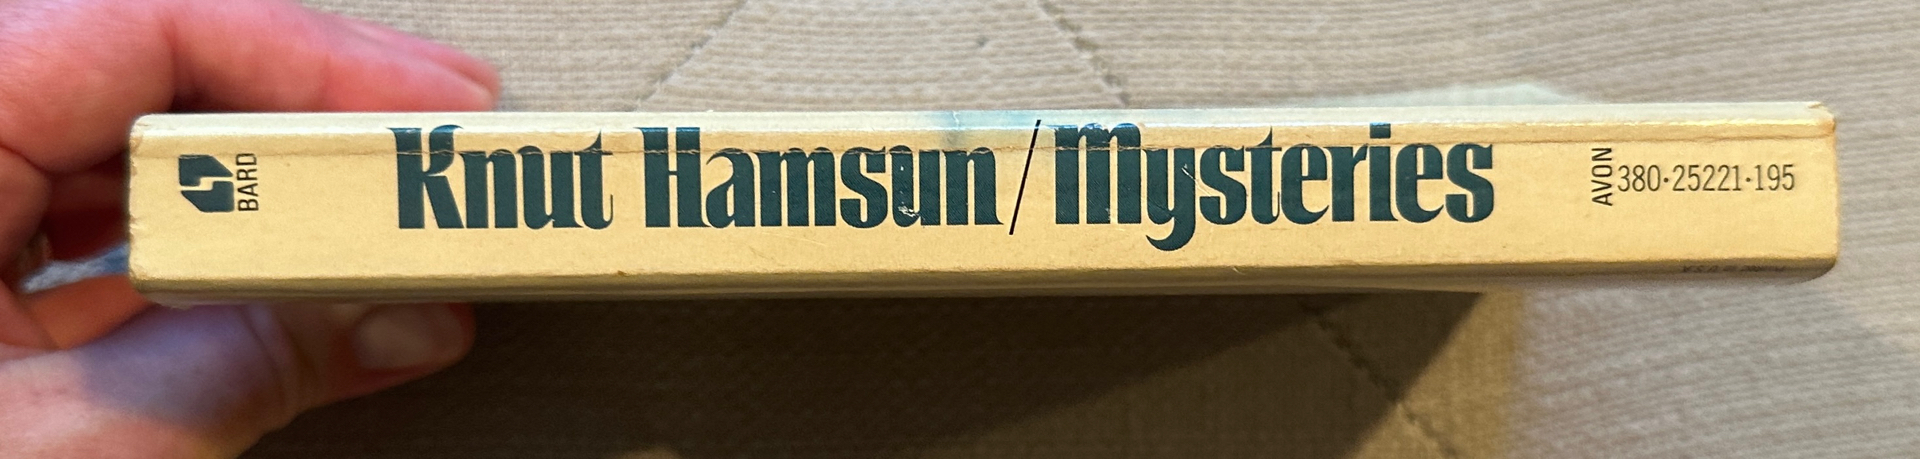 BARD
Knut Hamsun/Mysteries
AVON
380·25221·195